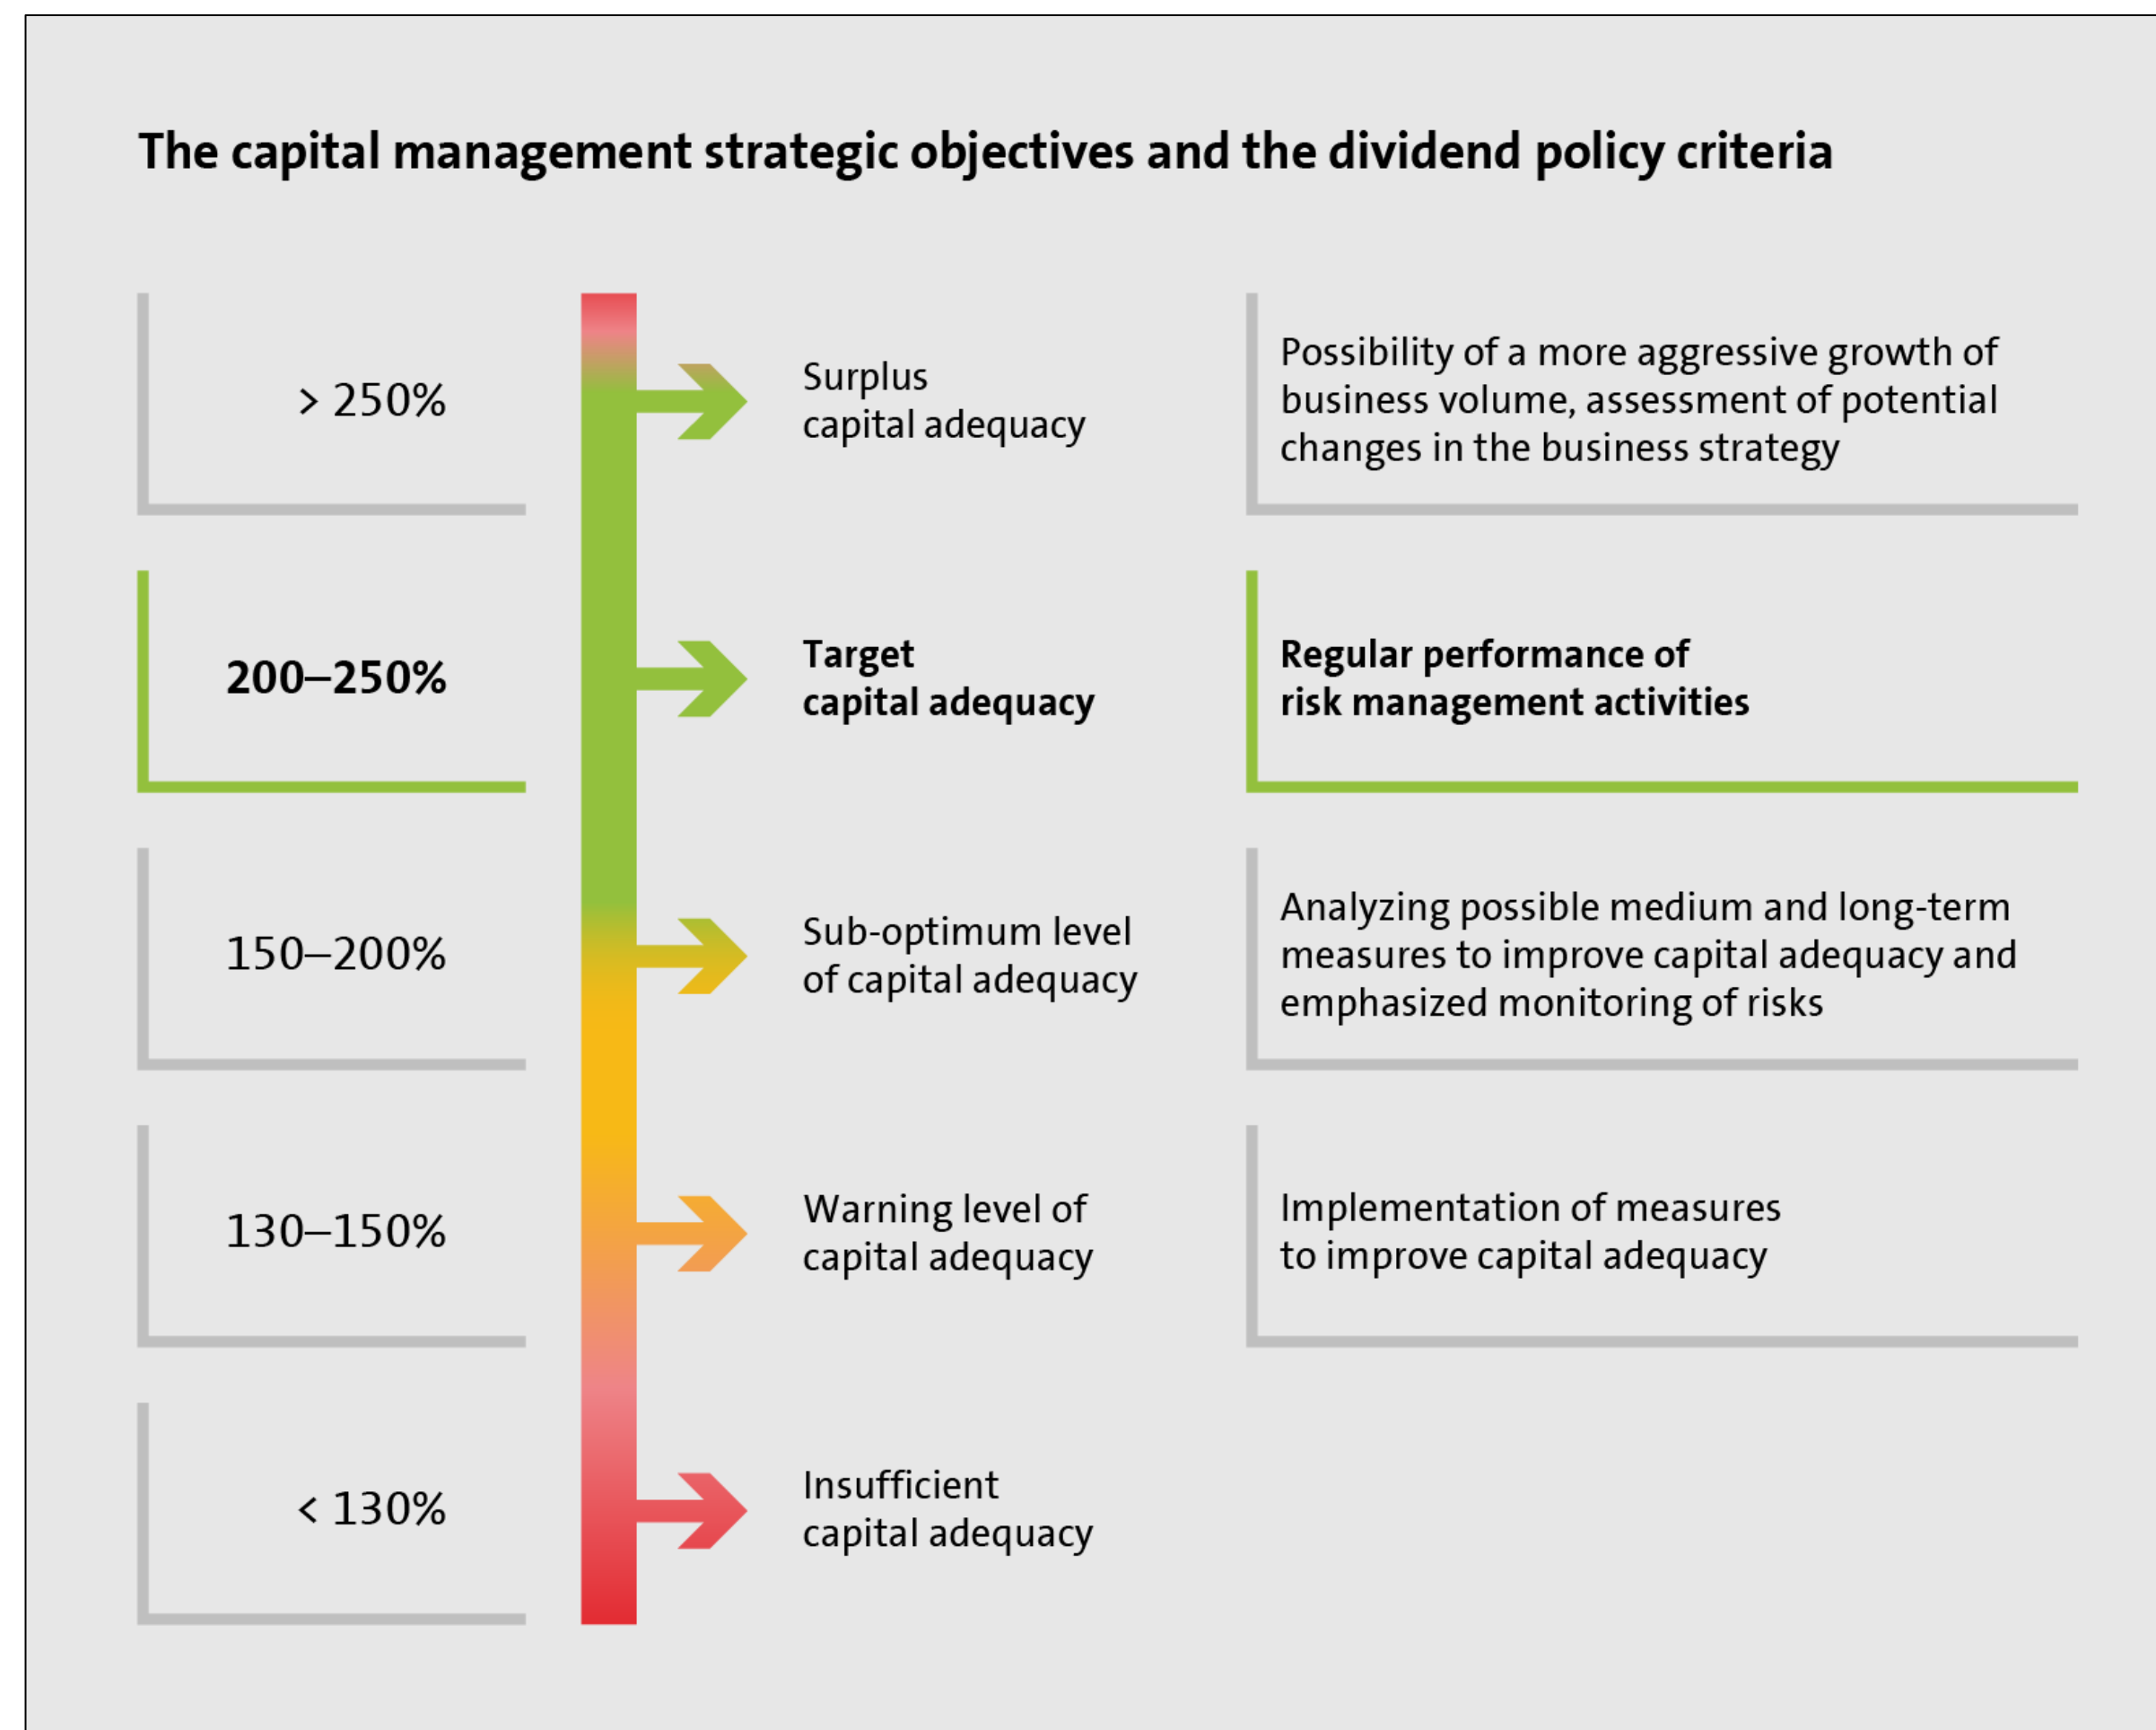 The capital management strategic objectives and the dividend policy criteria
> 250%
Surplus
capital adequacy
Possibility of a more aggressive growth of
business volume, assessment of potential
changes in the business strategy
200–250%
Target
capital adequacy
Regular performance of
risk management activities
150–200%
Sub-optimum level
of capital adequacy
Analyzing possible medium and long-term
measures to improve capital adequacy and
emphasized monitoring of risks
130–150%
Warning level of
capital adequacy
Implementation of measures
to improve capital adequacy
< 130%
Insufficient
capital adequacy